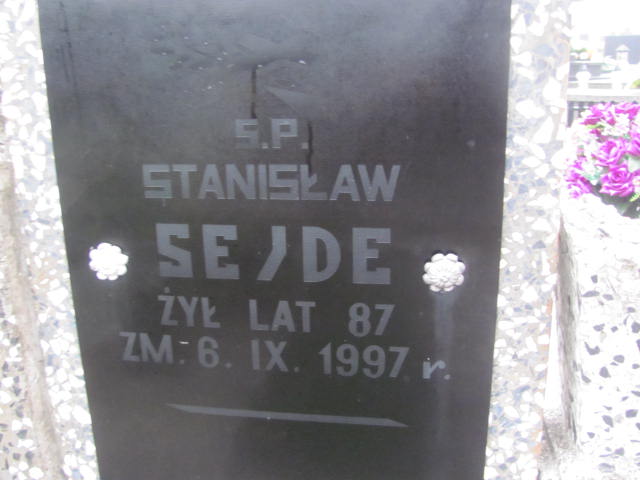 Ś.P.
STANISŁAW
SEJDE
ŻYŁ LAT 87
ZM. 6. IX. 1997 r.